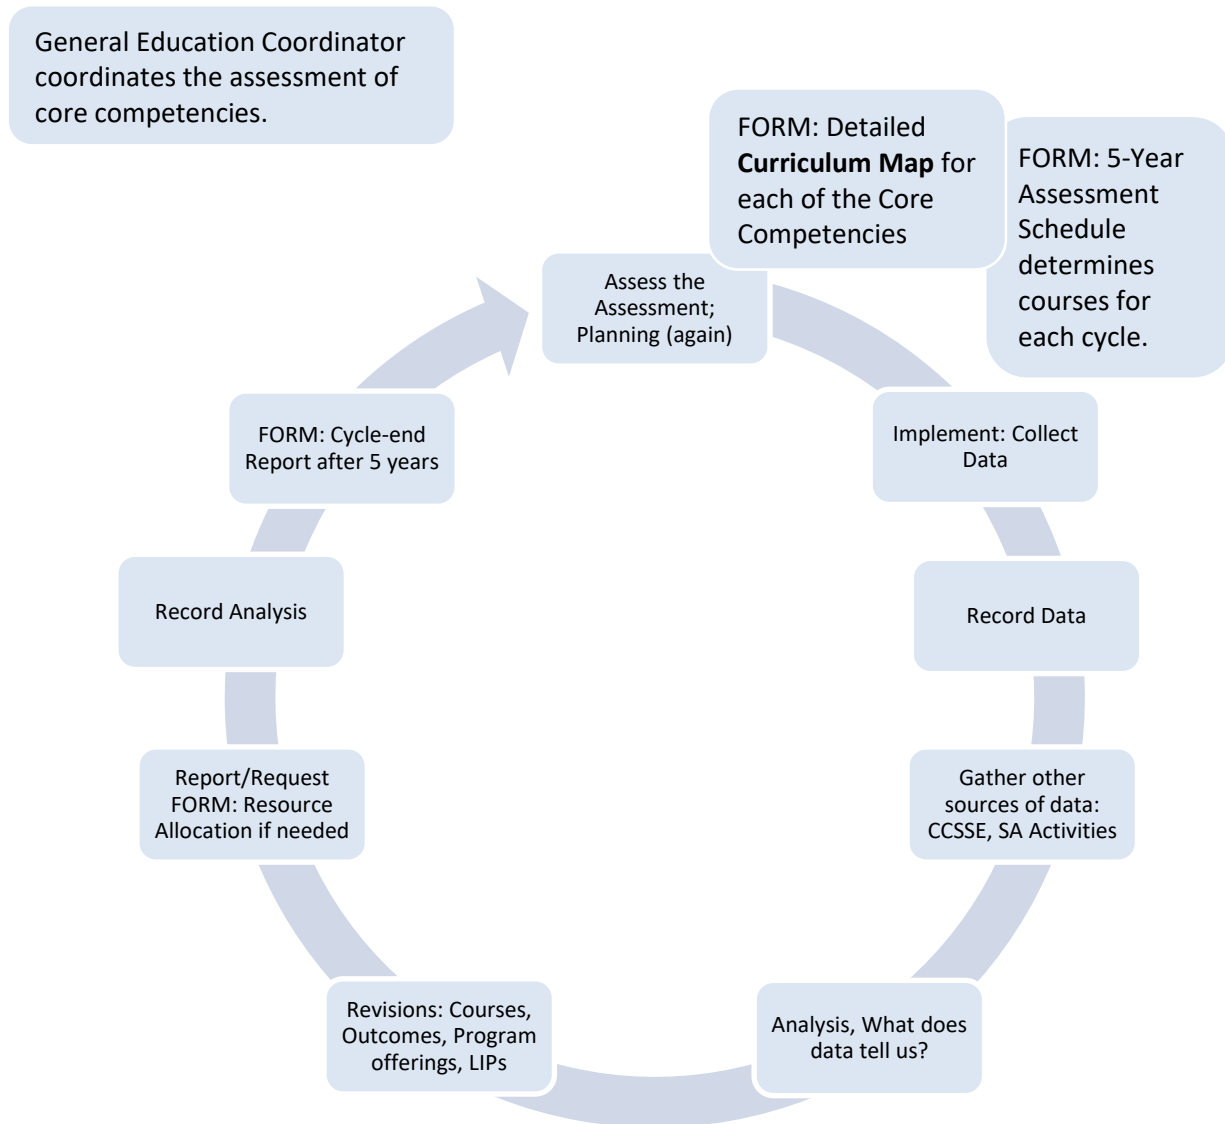 General Education Coordinator
coordinates the assessment of
core competencies.
FORM: Detailed
Curriculum Map for
each of the Core
Competencies
FORM: 5-Year
Assessment
Schedule
determines
courses for
each cycle.
Assess the
Assessment;
Planning (again)
Implement: Collect
Data
Record Data
Gather other
sources of data:
CCSSE, SA Activities
Analysis, What does
data tell us?
Revisions: Courses,
Outcomes, Program
offerings, LIPs
Report/Request
FORM: Resource
Allocation if needed
Record Analysis
FORM: Cycle-end
Report after 5 years